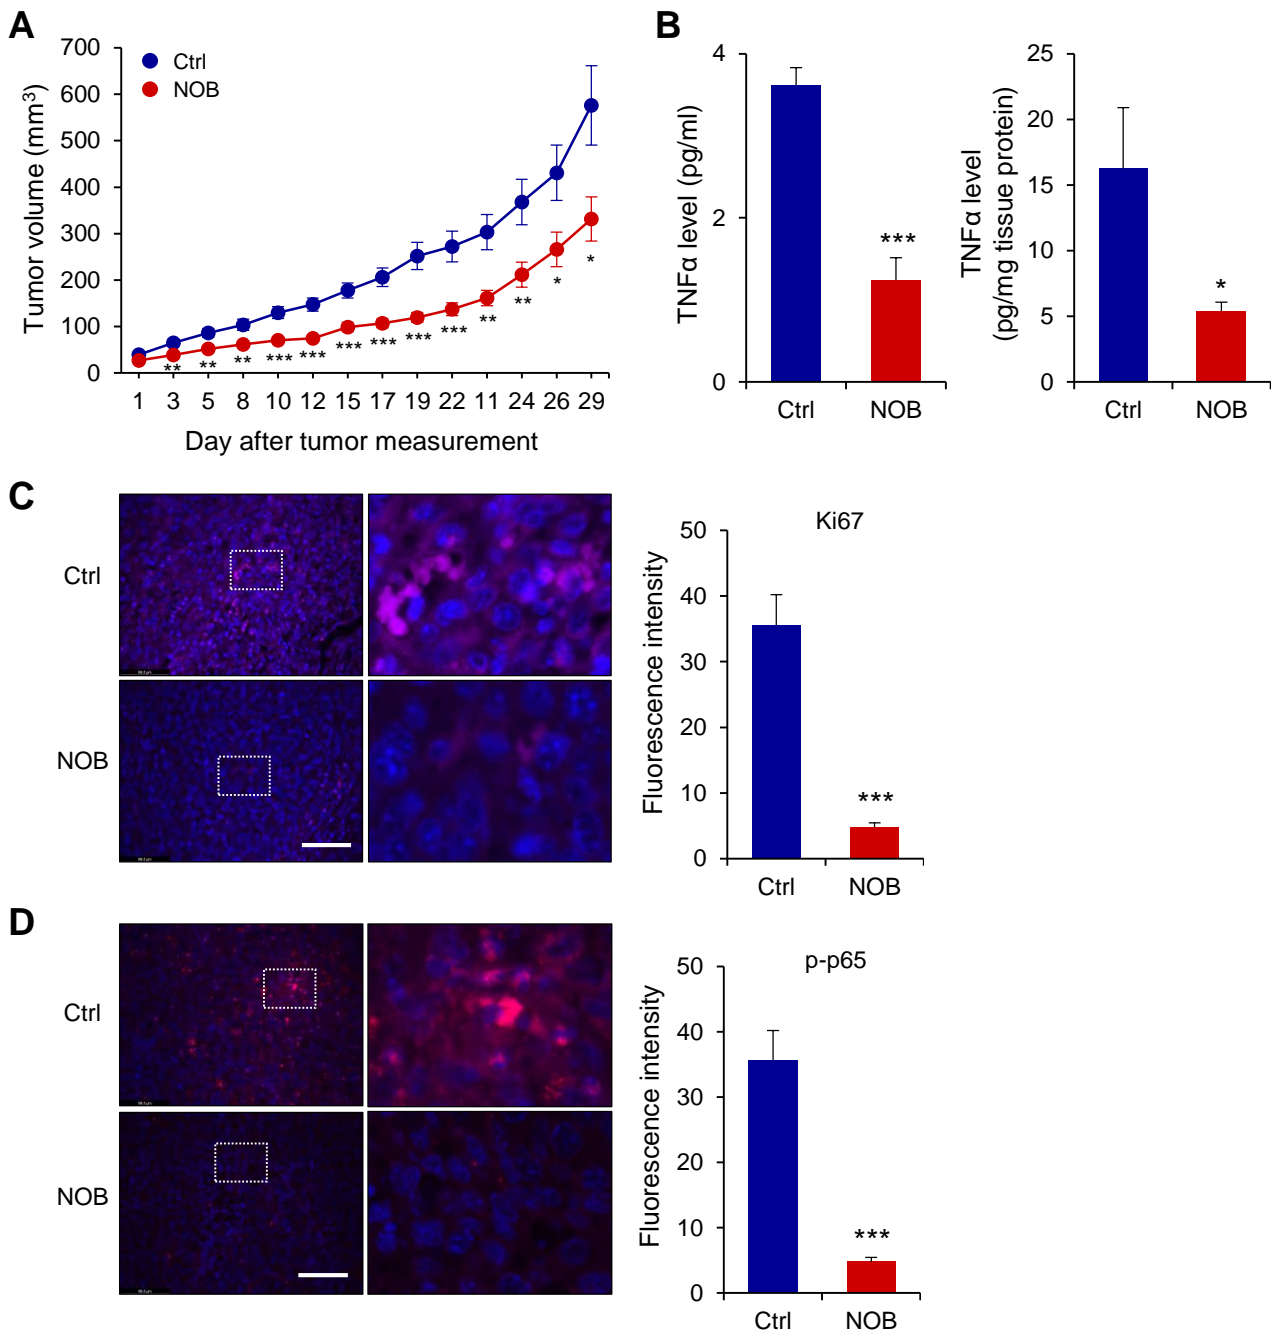 A
700
600
500
400
300
200
100
0
Tumor volume (mm³)
Ctrl
NOB
** ** ** *** *** *** *** *** *** ** ** * *
1 3 5 8 10 12 15 17 19 22 11 24 26 29
Day after tumor measurement
B
4
2
0
TNFα level (pg/ml)
***
Ctrl NOB
25
20
15
10
5
0
TNFα level
(pg/mg tissue protein)
*
Ctrl NOB
C
Ctrl
NOB
Ki67
50
40
30
20
10
0
Fluorescence intensity
***
Ctrl NOB
D
Ctrl
NOB
p-p65
50
40
30
20
10
0
Fluorescence intensity
***
Ctrl NOB